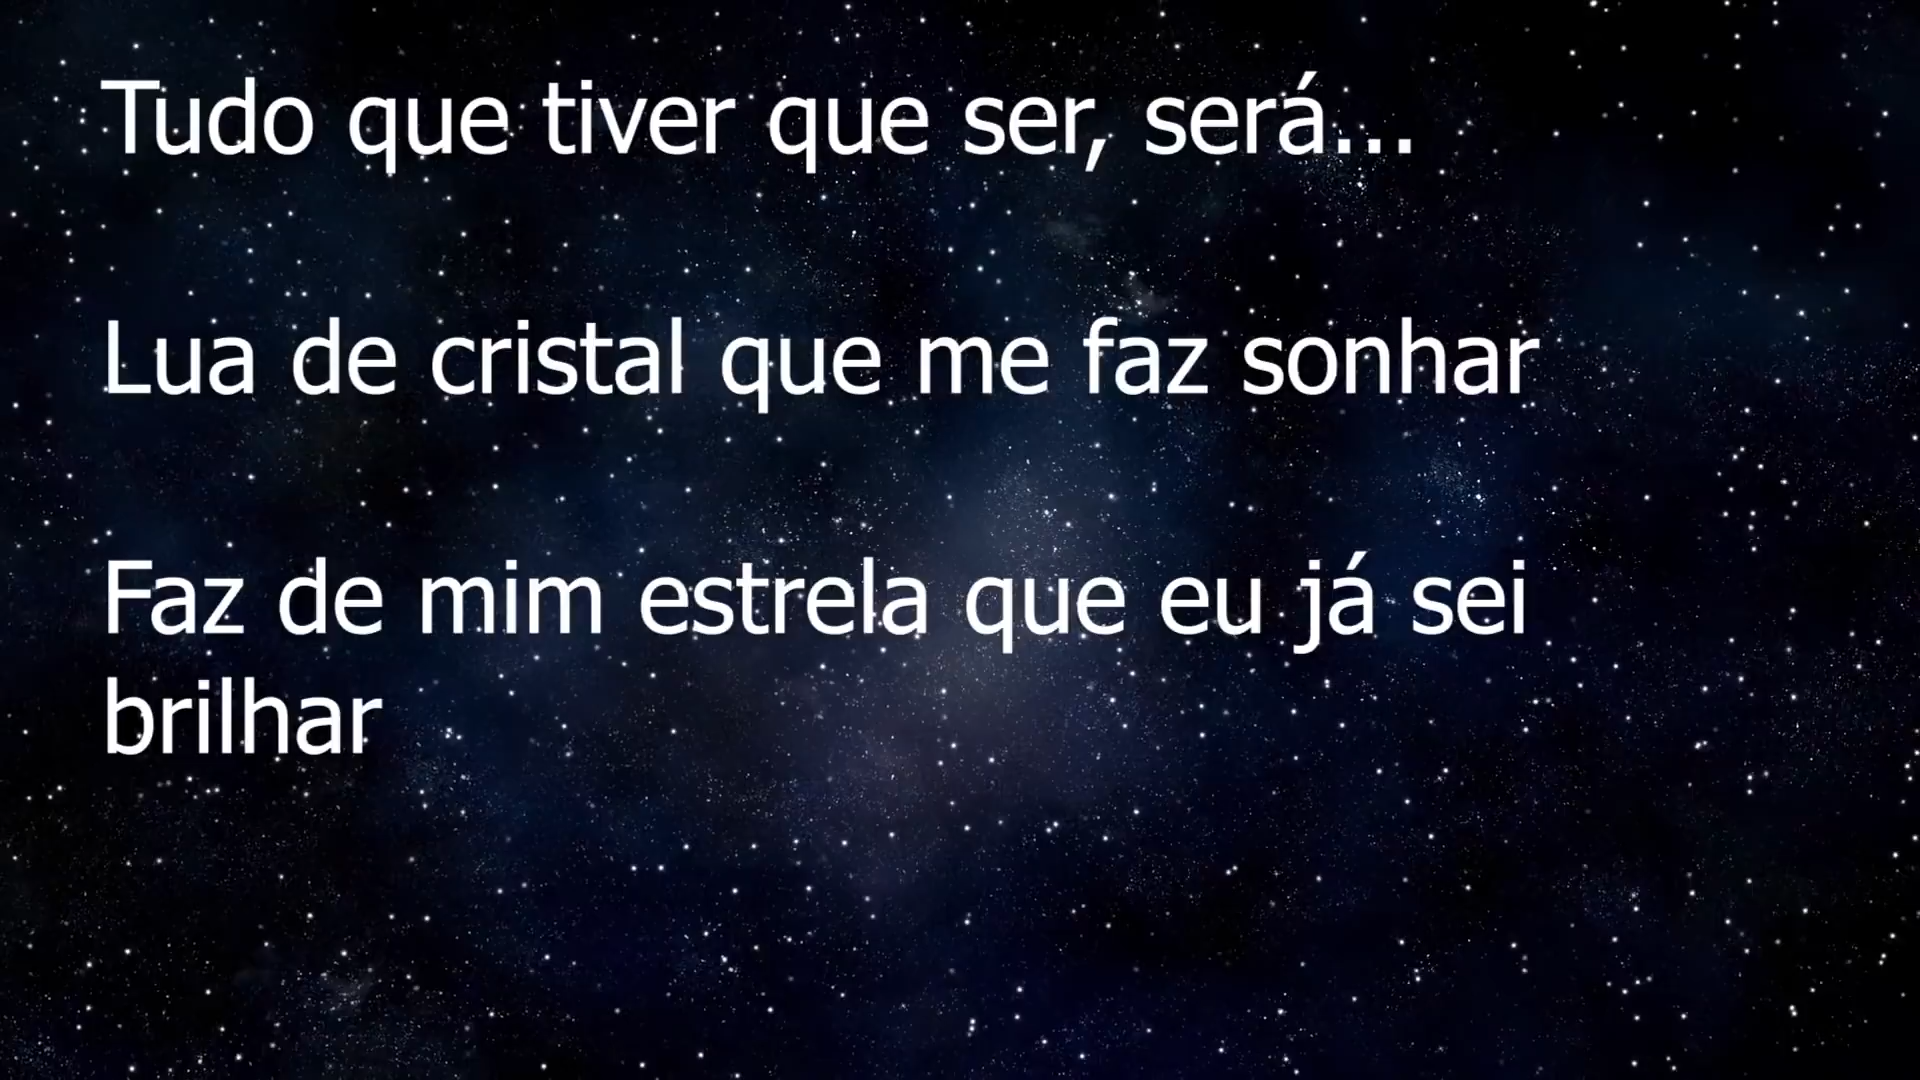 Tudo que tiver que ser, será...
Lua de cristal que me faz sonhar
Faz de mim estrela que eu já sei
brilhar